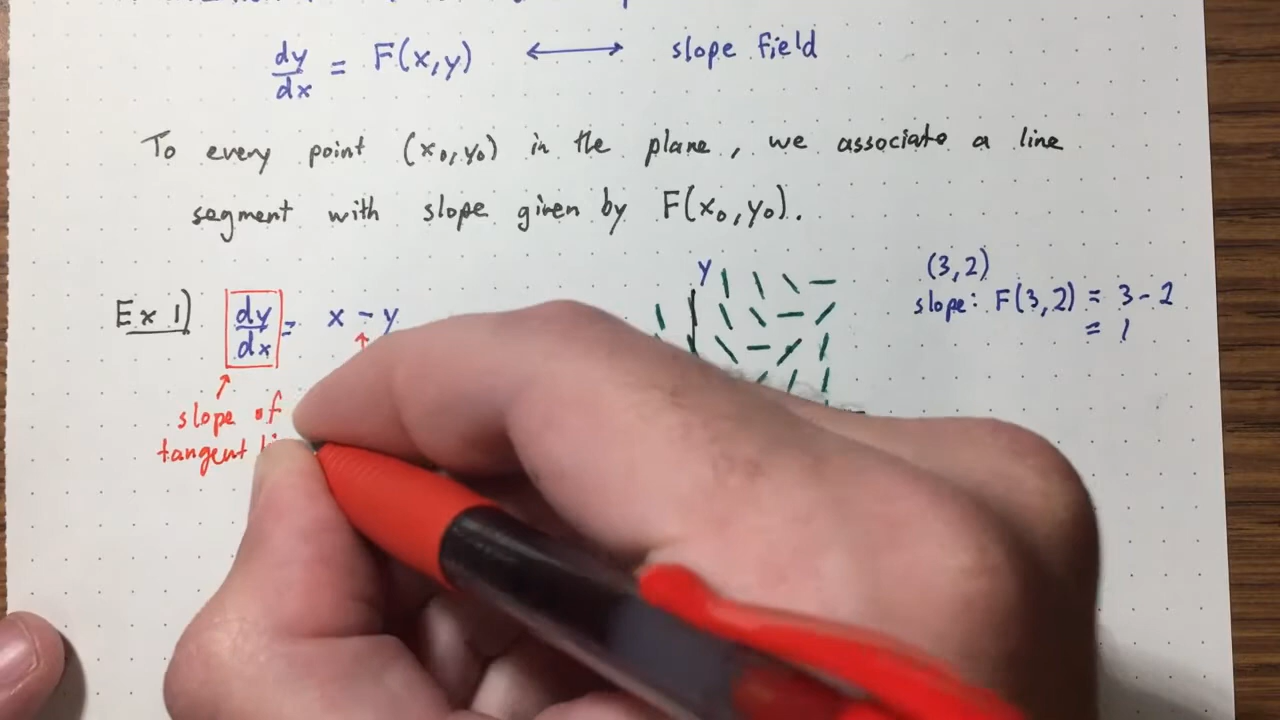 dy/dx = F(x,y) ⟷ slope field
To every point (x₀,y₀) in the plane, we associate a line
segment with slope given by F(x₀,y₀).
Ex 1) dy/dx = x - y
slope of
tangent
y
(3,2)
slope: F(3,2) = 3 - 2
= 1